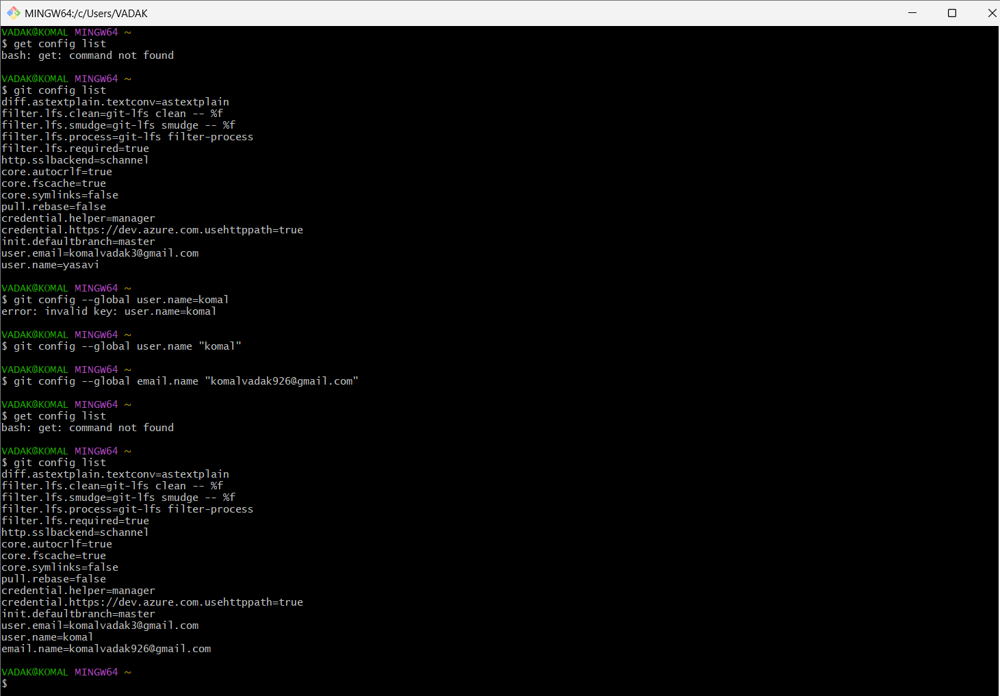 MINGW64:/c/Users/VADAK
VADAK@KOMAL MINGW64 ~
$ get config list
bash: get: command not found
VADAK@KOMAL MINGW64 ~
$ git config list
diff.astextplain.textconv=astextplain
filter.lfs.clean=git-lfs clean -- %f
filter.lfs.smudge=git-lfs smudge -- %f
filter.lfs.process=git-lfs filter-process
filter.lfs.required=true
http.sslbackend=schannel
core.autocrlf=true
core.fscache=true
core.symlinks=false
pull.rebase=false
credential.helper=manager
credential.https://dev.azure.com.usehttppath=true
init.defaultbranch=master
user.email=komalvadak3@gmail.com
user.name=yasavi
VADAK@KOMAL MINGW64 ~
$ git config --global user.name=komal
error: invalid key: user.name=komal
VADAK@KOMAL MINGW64 ~
$ git config --global user.name "komal"
VADAK@KOMAL MINGW64 ~
$ git config --global email.name "komalvadak926@gmail.com"
VADAK@KOMAL MINGW64 ~
$ get config list
bash: get: command not found
VADAK@KOMAL MINGW64 ~
$ git config list
diff.astextplain.textconv=astextplain
filter.lfs.clean=git-lfs clean -- %f
filter.lfs.smudge=git-lfs smudge -- %f
filter.lfs.process=git-lfs filter-process
filter.lfs.required=true
http.sslbackend=schannel
core.autocrlf=true
core.fscache=true
core.symlinks=false
pull.rebase=false
credential.helper=manager
credential.https://dev.azure.com.usehttppath=true
init.defaultbranch=master
user.email=komalvadak3@gmail.com
user.name=komal
email.name=komalvadak926@gmail.com
VADAK@KOMAL MINGW64 ~
$